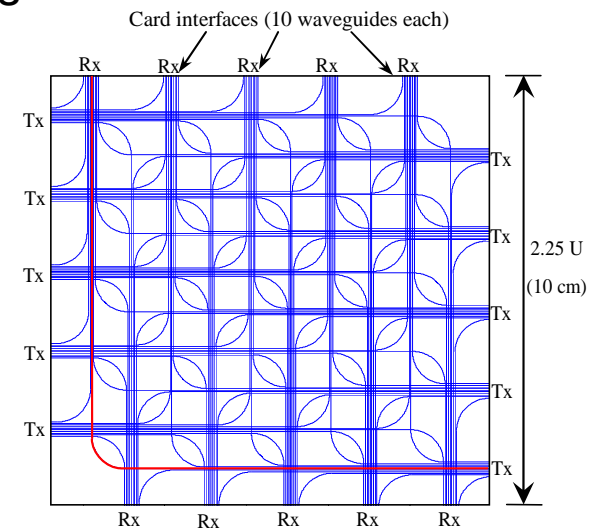 Card interfaces (10 waveguides each)
Rx Rx Rx Rx Rx
Tx
Tx
Tx
Tx
2.25 U
Tx
(10 cm)
Tx
Tx
Tx
Tx
Tx
Rx Rx Rx Rx Rx